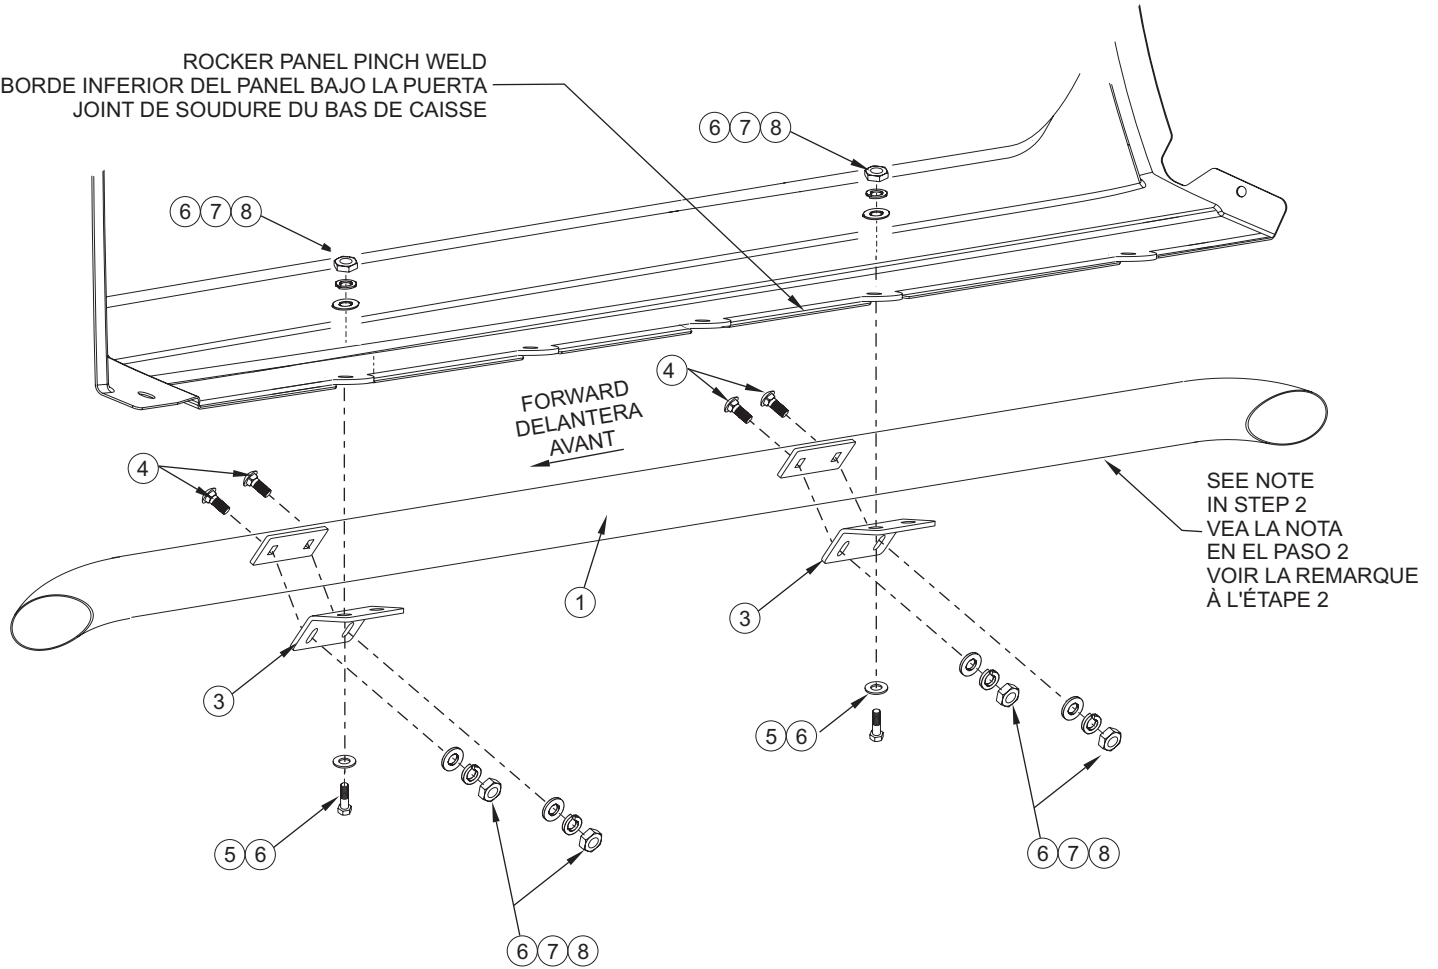 ROCKER PANEL PINCH WELD
BORDE INFERIOR DEL PANEL BAJO LA PUERTA
JOINT DE SOUDURE DU BAS DE CAISSE
6 7 8
6 7 8
4
FORWARD
DELANTERA
AVANT
4
SEE NOTE
IN STEP 2
VEA LA NOTA
EN EL PASO 2
VOIR LA REMARQUE
À L'ÉTAPE 2
1
3
3
5 6
5 6
6 7 8
6 7 8